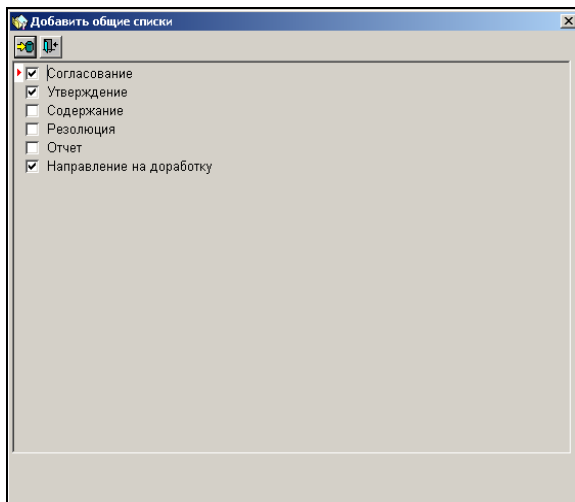 Добавить общие списки
Согласование
Утверждение
Содержание
Резолюция
Отчет
Направление на доработку